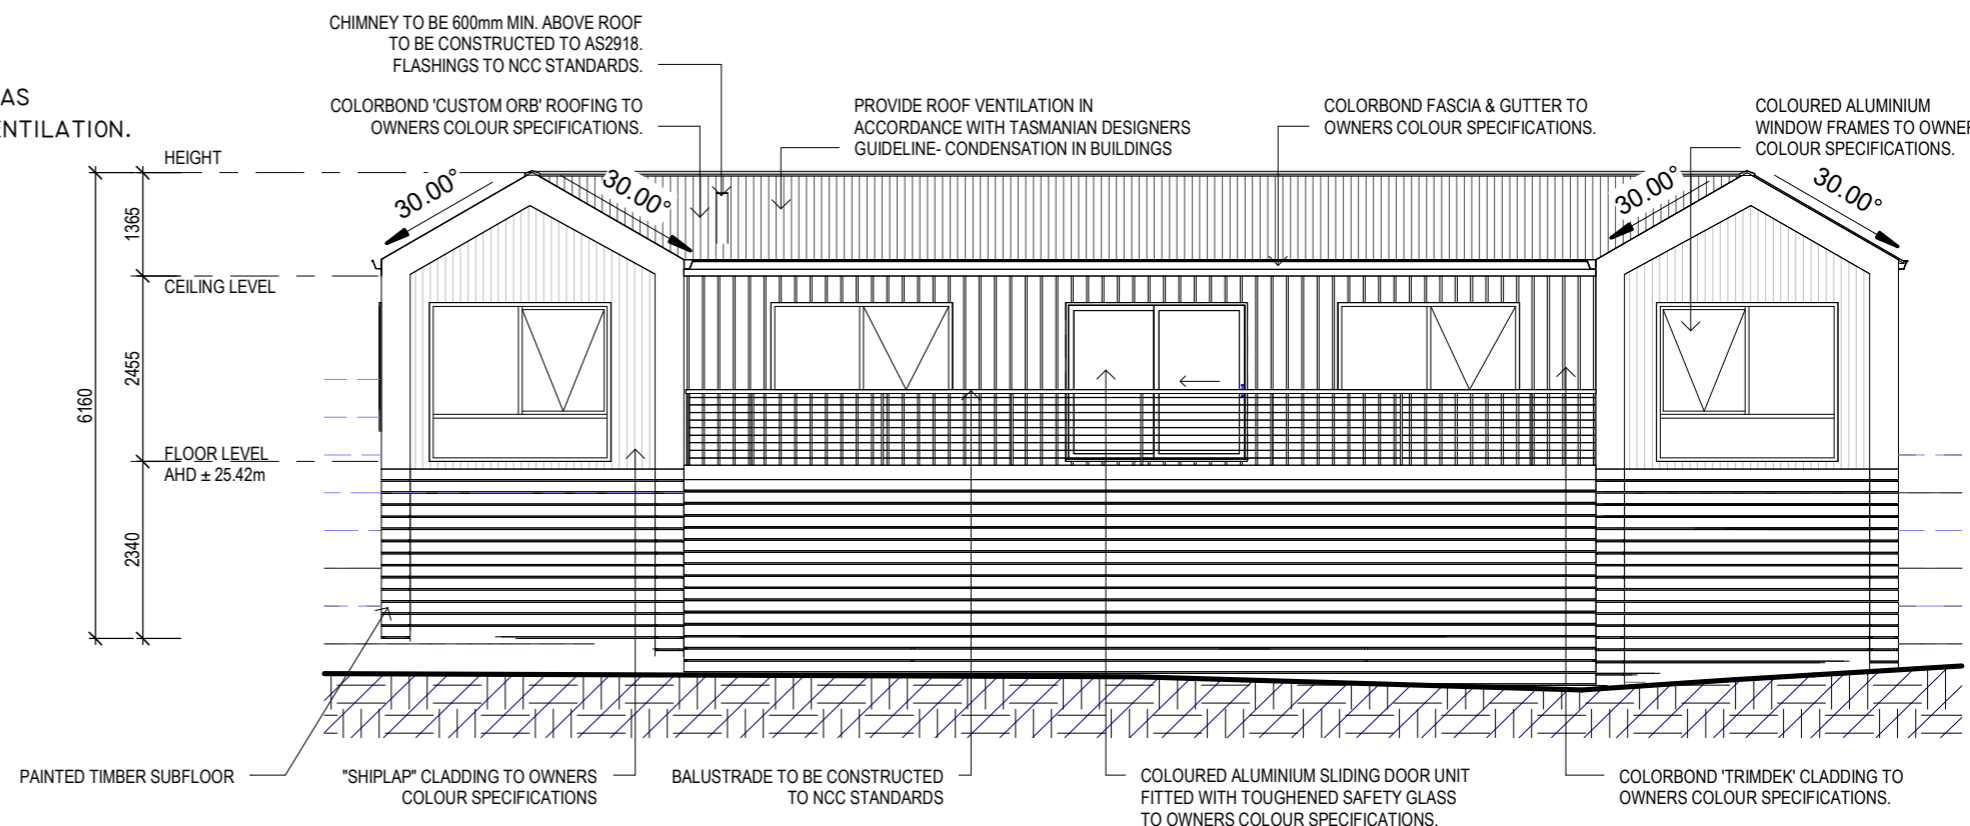 CHIMNEY TO BE 600mm MIN. ABOVE ROOF
TO BE CONSTRUCTED TO AS2918.
FLASHINGS TO NCC STANDARDS.
AS
ENTILATION.
COLORBOND 'CUSTOM ORB' ROOFING TO
OWNERS COLOUR SPECIFICATIONS.
PROVIDE ROOF VENTILATION IN
ACCORDANCE WITH TASMANIAN DESIGNERS
GUIDELINE- CONDENSATION IN BUILDINGS
COLORBOND FASCIA & GUTTER TO
OWNERS COLOUR SPECIFICATIONS.
COLOURED ALUMINIUM
WINDOW FRAMES TO OWNER
COLOUR SPECIFICATIONS.
HEIGHT
30.00°
30.00°
30.00°
30.00°
1365
CEILING LEVEL
2455
6160
FLOOR LEVEL
AHD ± 25.42m
2340
PAINTED TIMBER SUBFLOOR
"SHIPLAP" CLADDING TO OWNERS
COLOUR SPECIFICATIONS
BALUSTRADE TO BE CONSTRUCTED
TO NCC STANDARDS
COLOURED ALUMINIUM SLIDING DOOR UNIT
FITTED WITH TOUGHENED SAFETY GLASS
TO OWNERS COLOUR SPECIFICATIONS.
COLORBOND 'TRIMDEK' CLADDING TO
OWNERS COLOUR SPECIFICATIONS.